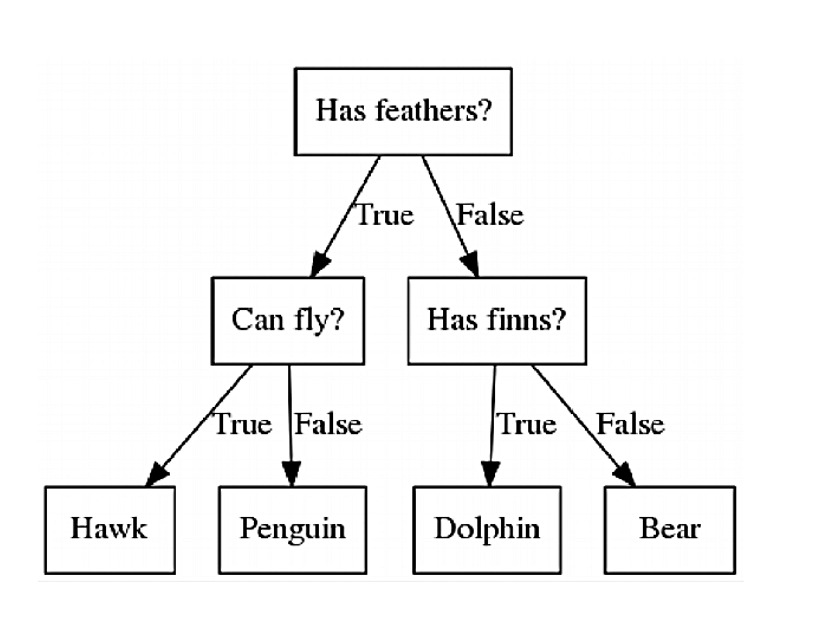 Has feathers?
True
False
Can fly?
Has finns?
True
False
True
False
Hawk
Penguin
Dolphin
Bear